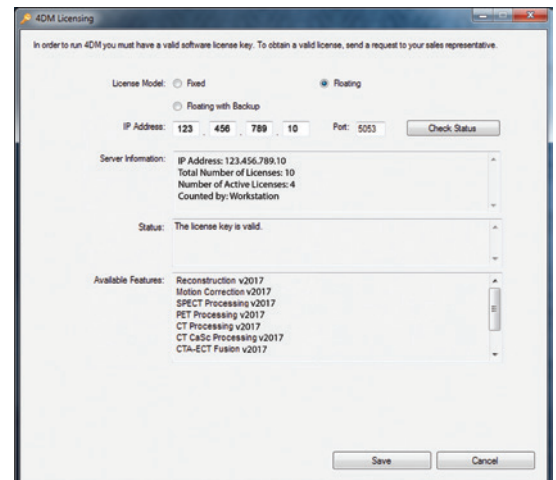 4DM Licensing
In order to run 4DM you must have a valid software license key. To obtain a valid license, send a request to your sales representative.
License Model: Fixed Floating
Floating with Backup
IP Address: 123 . 456 . 789 . 10 Port: 5053 Check Status
Server Information: IP Address: 123.456.789.10
Total Number of Licenses: 10
Number of Active Licenses: 4
Counted by: Workstation
Status: The license key is valid.
Available Features: Reconstruction v2017
Motion Correction v2017
SPECT Processing v2017
PET Processing v2017
CT Processing v2017
CT CaSc Processing v2017
CTA-ECT Fusion v2017
Save Cancel